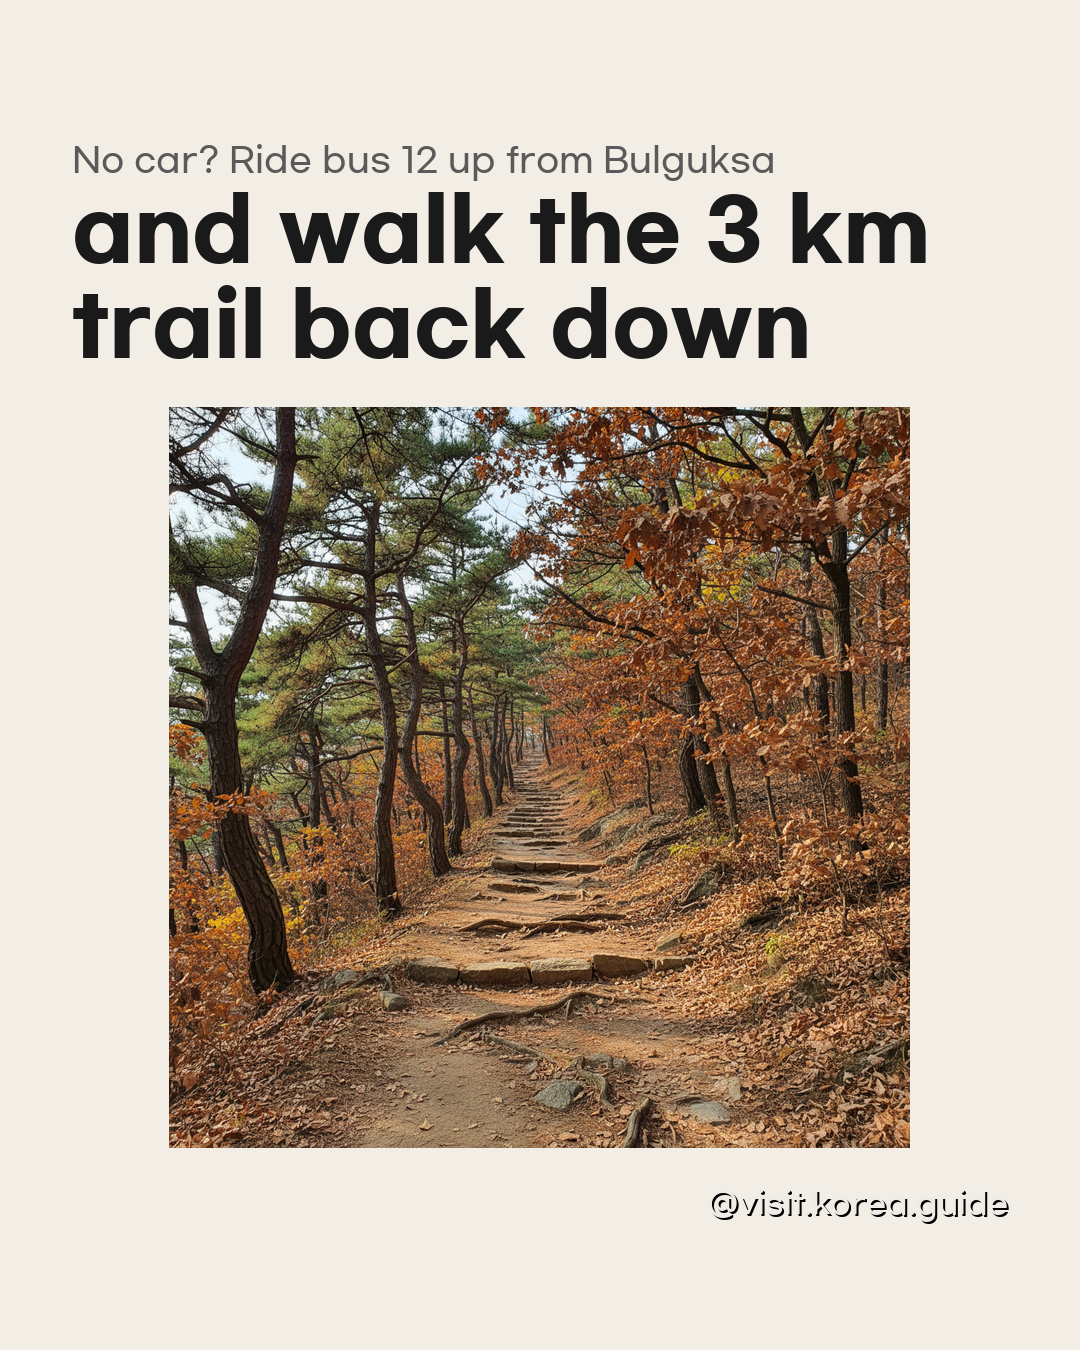 No car? Ride bus 12 up from Bulguksa
and walk the 3 km
trail back down
@visit.korea.guide